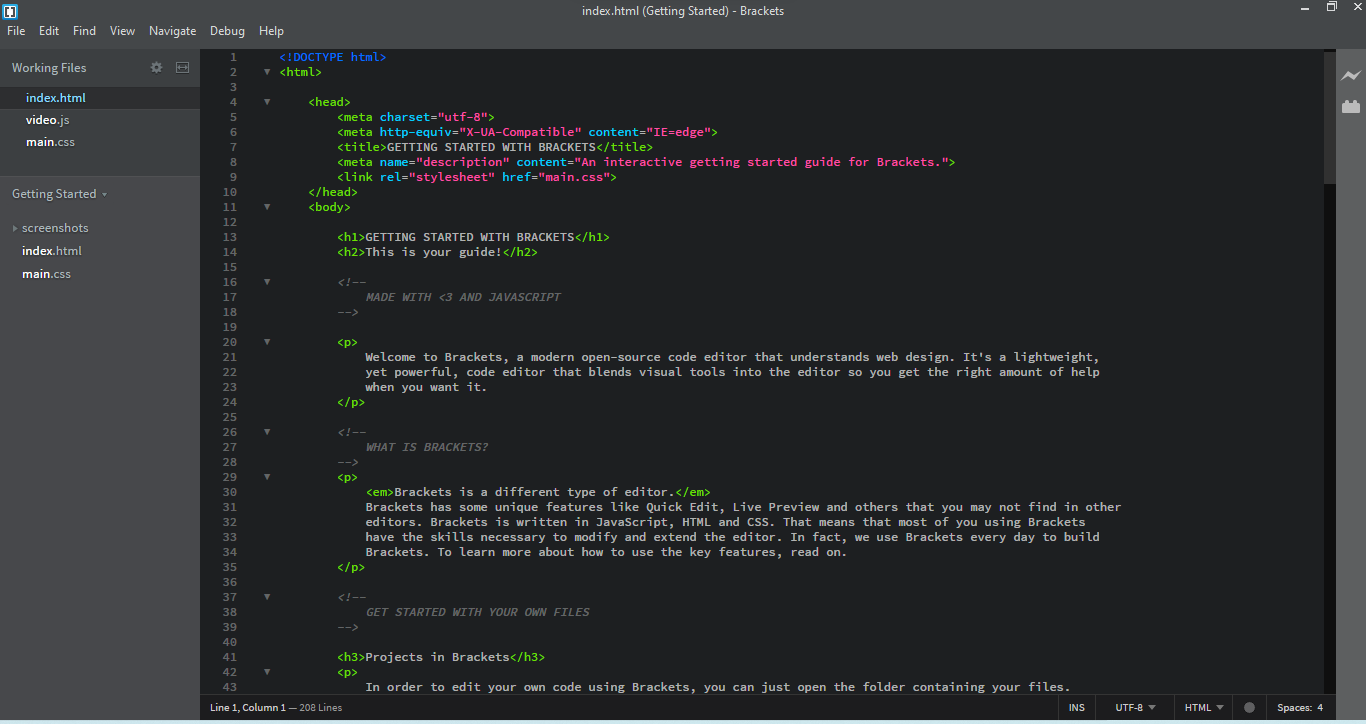 index.html (Getting Started) - Brackets
File Edit Find View Navigate Debug Help
Working Files
index.html
video.js
main.css
Getting Started
screenshots
index.html
main.css
1 <!DOCTYPE html>
2 <html>
3
4 <head>
5 <meta charset="utf-8">
6 <meta http-equiv="X-UA-Compatible" content="IE=edge">
7 <title>GETTING STARTED WITH BRACKETS</title>
8 <meta name="description" content="An interactive getting started guide for Brackets.">
9 <link rel="stylesheet" href="main.css">
10 </head>
11 <body>
12
13 <h1>GETTING STARTED WITH BRACKETS</h1>
14 <h2>This is your guide!</h2>
15
16 <!--
17 MADE WITH <3 AND JAVASCRIPT
18 -->
19
20 <p>
21 Welcome to Brackets, a modern open-source code editor that understands web design. It's a lightweight,
22 yet powerful, code editor that blends visual tools into the editor so you get the right amount of help
23 when you want it.
24 </p>
25
26 <!--
27 WHAT IS BRACKETS?
28 -->
29 <p>
30 <em>Brackets is a different type of editor.</em>
31 Brackets has some unique features like Quick Edit, Live Preview and others that you may not find in other
32 editors. Brackets is written in JavaScript, HTML and CSS. That means that most of you using Brackets
33 have the skills necessary to modify and extend the editor. In fact, we use Brackets every day to build
34 Brackets. To learn more about how to use the key features, read on.
35 </p>
36
37 <!--
38 GET STARTED WITH YOUR OWN FILES
39 -->
40
41 <h3>Projects in Brackets</h3>
42 <p>
43 In order to edit your own code using Brackets, you can just open the folder containing your files.
Line 1, Column 1 — 208 Lines INS UTF-8 HTML Spaces: 4